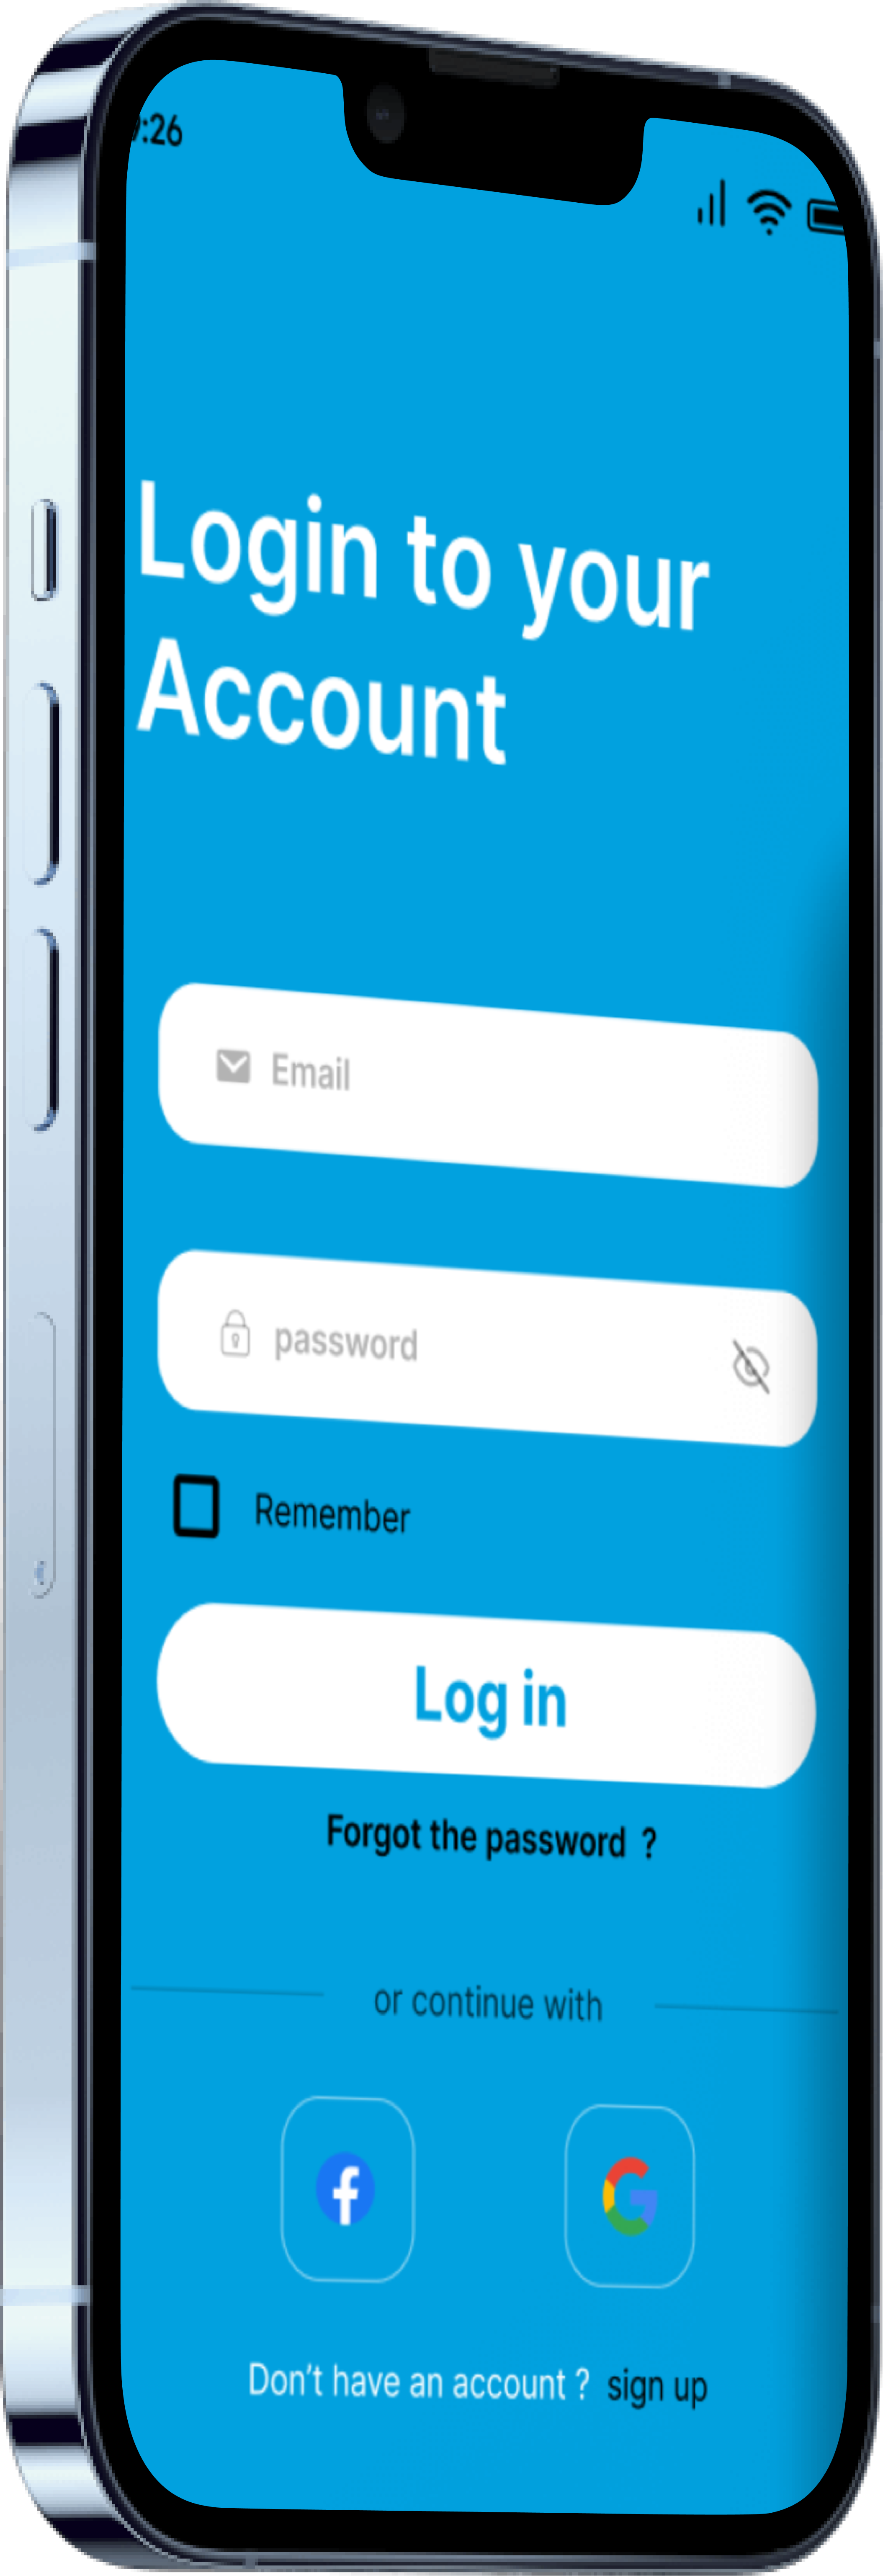 :26
Login to your
Account
Email
password
Remember
Log in
Forgot the password ?
or continue with
Don’t have an account ? sign up